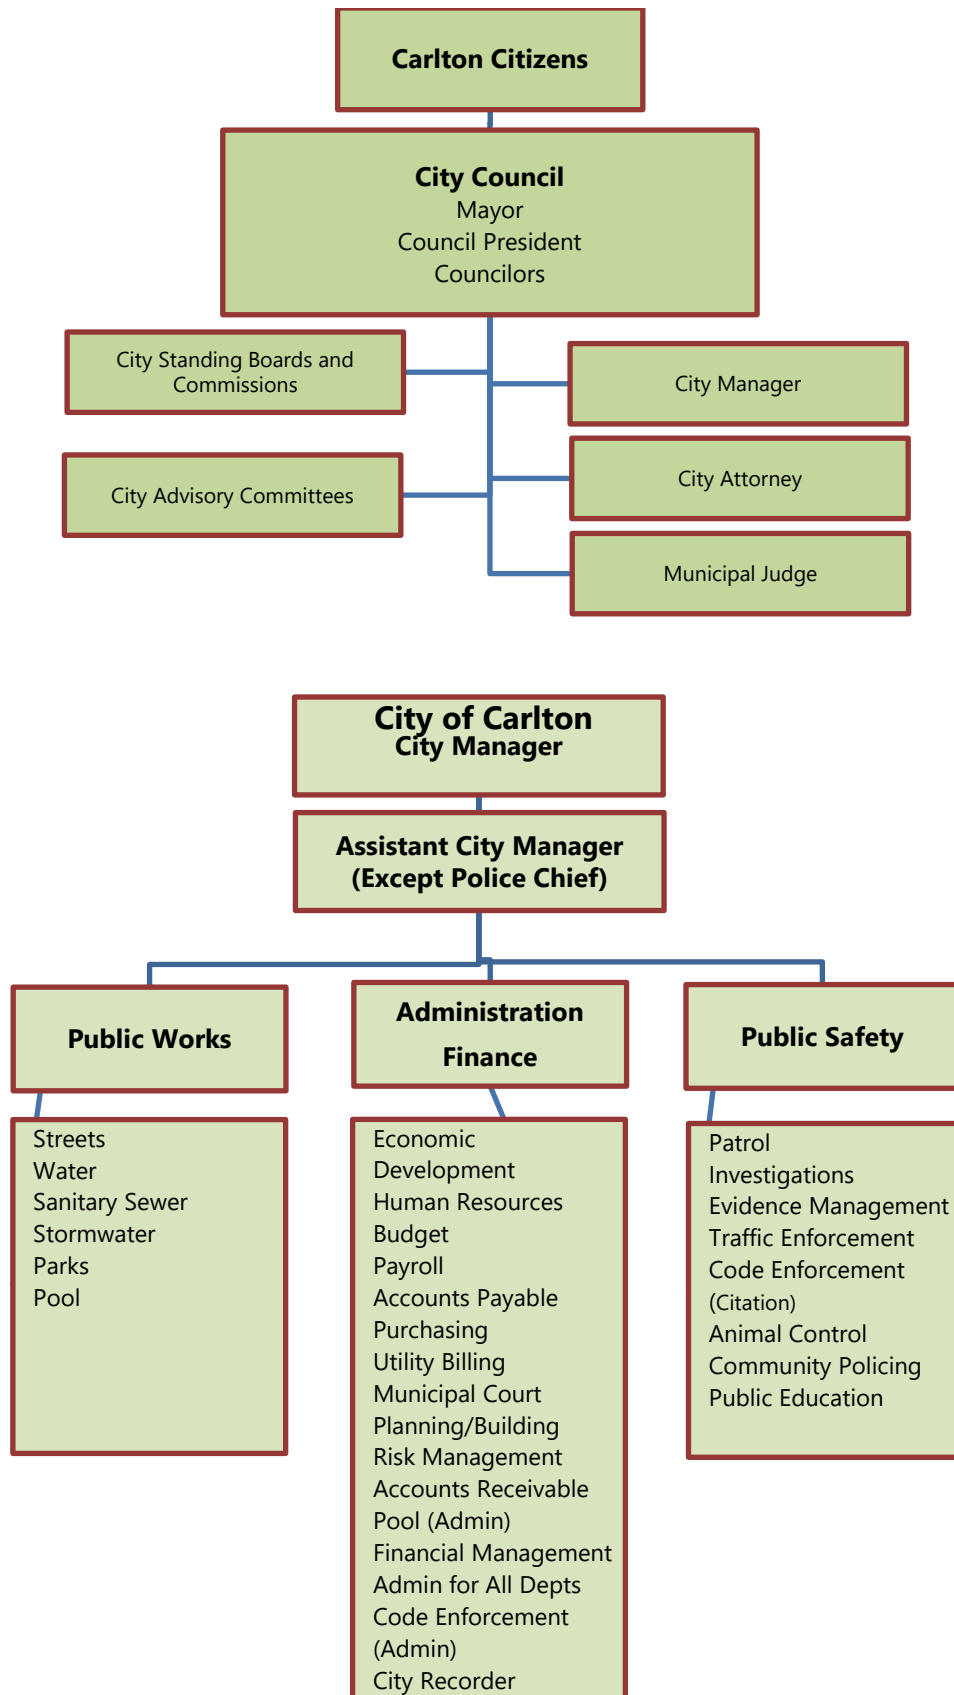 Carlton Citizens
City Council
Mayor
Council President
Councilors
City Standing Boards and
Commissions
City Manager
City Advisory Committees
City Attorney
Municipal Judge
City of Carlton
City Manager
Assistant City Manager
(Except Police Chief)
Public Works
Administration
Finance
Public Safety
Streets
Water
Sanitary Sewer
Stormwater
Parks
Pool
Economic
Development
Human Resources
Budget
Payroll
Accounts Payable
Purchasing
Utility Billing
Municipal Court
Planning/Building
Risk Management
Accounts Receivable
Pool (Admin)
Financial Management
Admin for All Depts
Code Enforcement
(Admin)
City Recorder
Patrol
Investigations
Evidence Management
Traffic Enforcement
Code Enforcement
(Citation)
Animal Control
Community Policing
Public Education